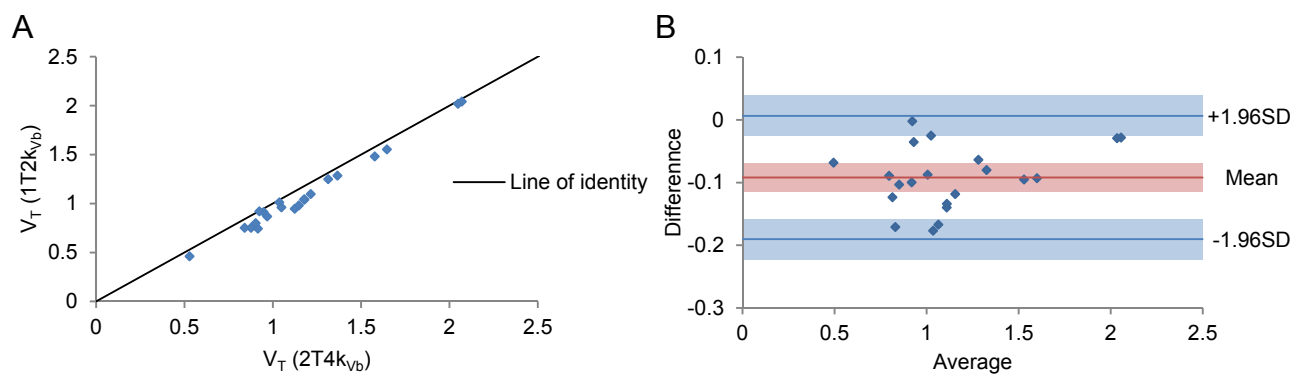 A
V_T (1T2k_Vb)
2.5
2
1.5
1
0.5
0
0 0.5 1 1.5 2 2.5
V_T (2T4k_Vb)
Line of identity
B
Difference
0.1
0
-0.1
-0.2
-0.3
0 0.5 1 1.5 2 2.5
Average
+1.96SD
Mean
-1.96SD